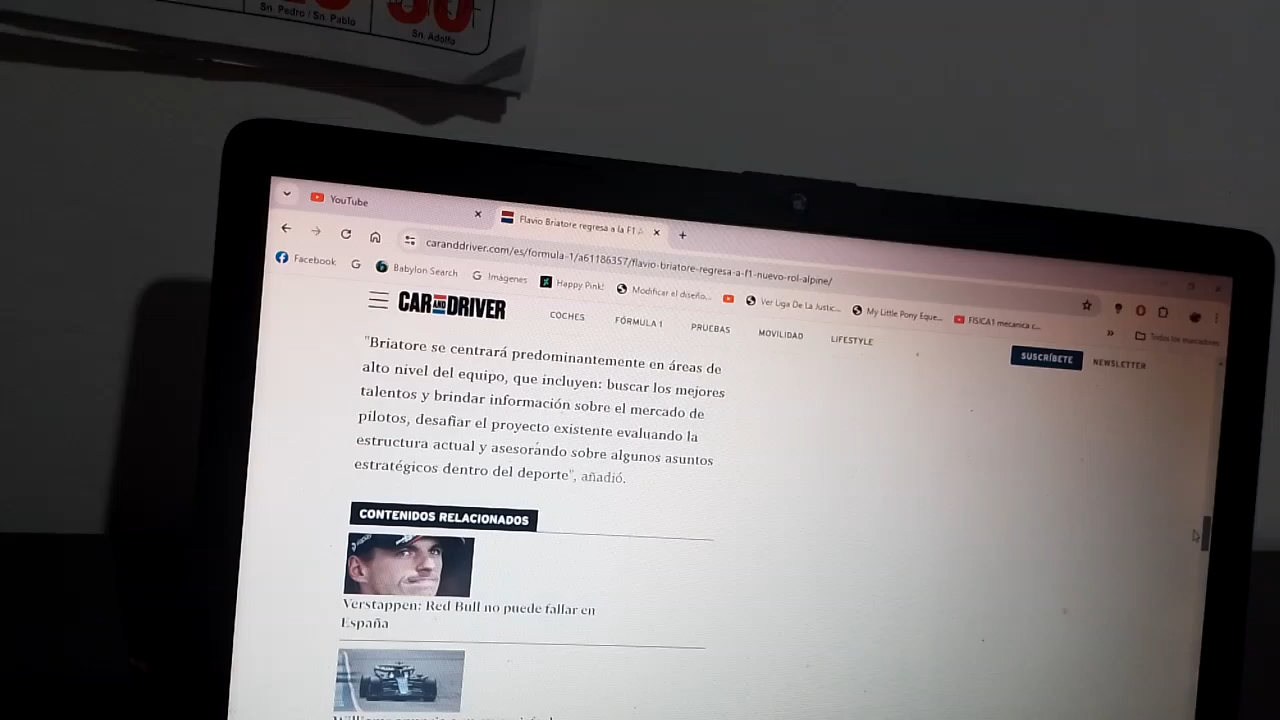 Sn. Pedro / Sn. Pablo
30
Sn. Adolfo
YouTube
Flavio Briatore regresa a la F1
caranddriver.com/es/formula-1/a61186357/flavio-briatore-regresa-a-f1-nuevo-rol-alpine/
Facebook
Babylon Search
Imágenes
Happy Pink!
Modificar el diseño...
Ver Liga De La Justic...
My Little Pony Eque...
FISICA1 mecanica c...
»
Todos los marcadores
CAR AND DRIVER
COCHES
FÓRMULA 1
PRUEBAS
MOVILIDAD
LIFESTYLE
SUSCRÍBETE
NEWSLETTER
"Briatore se centrará predominantemente en áreas de
alto nivel del equipo, que incluyen: buscar los mejores
talentos y brindar información sobre el mercado de
pilotos, desafiar el proyecto existente evaluando la
estructura actual y asesorando sobre algunos asuntos
estratégicos dentro del deporte", añadió.
CONTENIDOS RELACIONADOS
Verstappen: Red Bull no puede fallar en
España